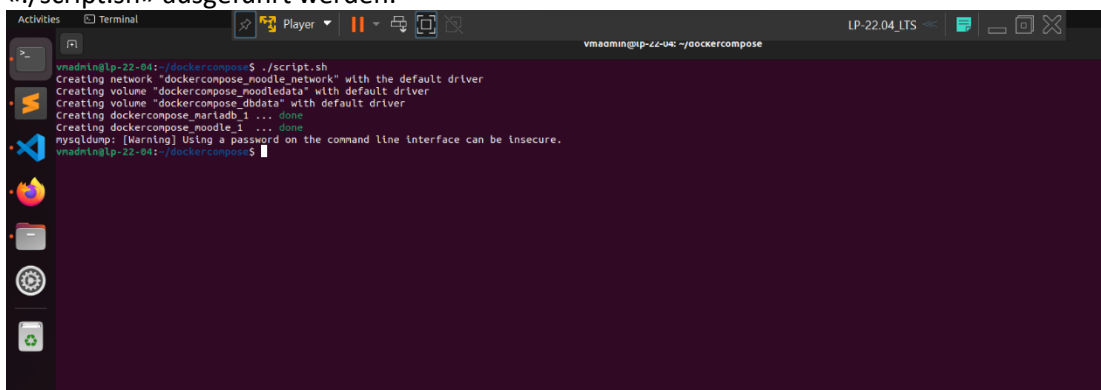 «./script.sh» ausgeführt werden.
Activities Terminal Player LP-22.04_LTS
vmadmin@lp-22-04: ~/dockercompose
vmadmin@lp-22-04:~/dockercompose$ ./script.sh
Creating network "dockercompose_moodle_network" with the default driver
Creating volume "dockercompose_moodledata" with default driver
Creating volume "dockercompose_dbdata" with default driver
Creating dockercompose_mariadb_1 ... done
Creating dockercompose_moodle_1 ... done
mysqldump: [Warning] Using a password on the command line interface can be insecure.
vmadmin@lp-22-04:~/dockercompose$